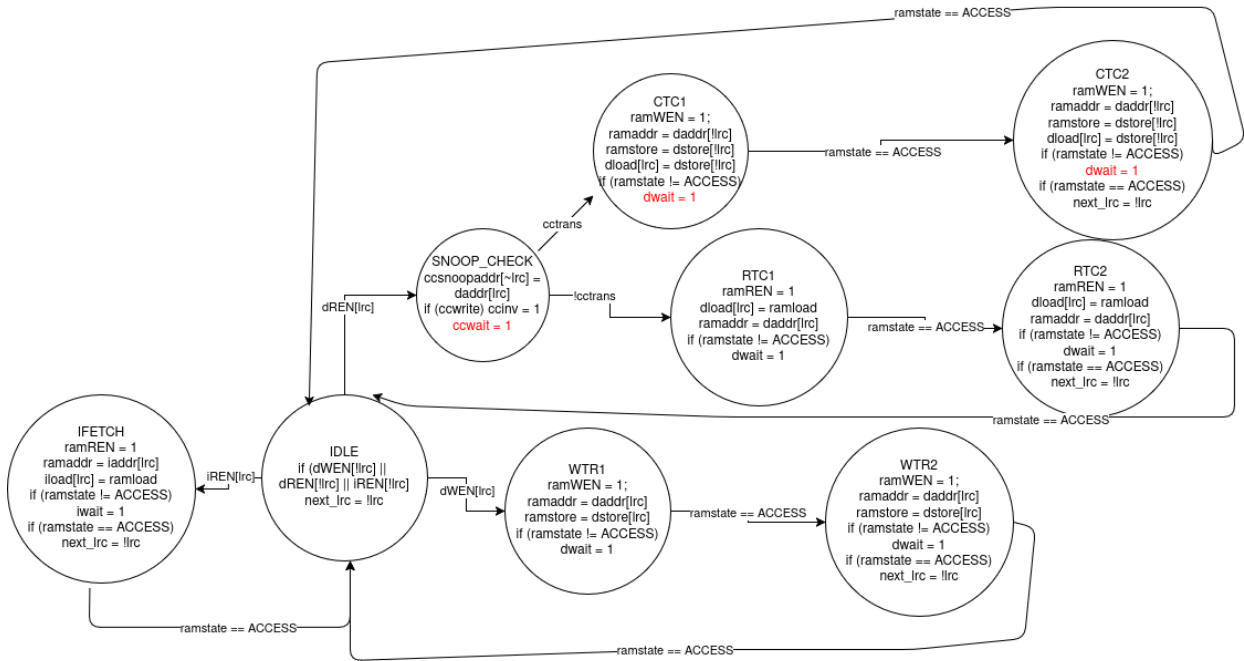 ramstate == ACCESS
CTC1
ramWEN = 1;
ramaddr = daddr[!lrc]
ramstore = dstore[!lrc]
dload[lrc] = dstore[!lrc]
if (ramstate != ACCESS)
dwait = 1
ramstate == ACCESS
CTC2
ramWEN = 1;
ramaddr = daddr[!lrc]
ramstore = dstore[!lrc]
dload[lrc] = dstore[!lrc]
if (ramstate != ACCESS)
dwait = 1
if (ramstate == ACCESS)
next_lrc = !lrc
cctrans
SNOOP_CHECK
ccsnoopaddr[~lrc] =
daddr[lrc]
if (ccwrite) ccinv = 1
ccwait = 1
dREN[lrc]
!cctrans
RTC1
ramREN = 1
dload[lrc] = ramload
ramaddr = daddr[lrc]
if (ramstate != ACCESS)
dwait = 1
ramstate == ACCESS
RTC2
ramREN = 1
dload[lrc] = ramload
ramaddr = daddr[lrc]
if (ramstate != ACCESS)
dwait = 1
if (ramstate == ACCESS)
next_lrc = !lrc
ramstate == ACCESS
IFETCH
ramREN = 1
ramaddr = iaddr[lrc]
iload[lrc] = ramload
if (ramstate != ACCESS)
iwait = 1
if (ramstate == ACCESS)
next_lrc = !lrc
iREN[lrc]
IDLE
if (dWEN[!lrc] ||
dREN[!lrc] || iREN[!lrc)
next_lrc = !lrc
dWEN[lrc]
WTR1
ramWEN = 1;
ramaddr = daddr[lrc]
ramstore = dstore[lrc]
if (ramstate != ACCESS)
dwait = 1
ramstate == ACCESS
WTR2
ramWEN = 1;
ramaddr = daddr[lrc]
ramstore = dstore[lrc]
if (ramstate != ACCESS)
dwait = 1
if (ramstate == ACCESS)
next_lrc = !lrc
ramstate == ACCESS
ramstate == ACCESS